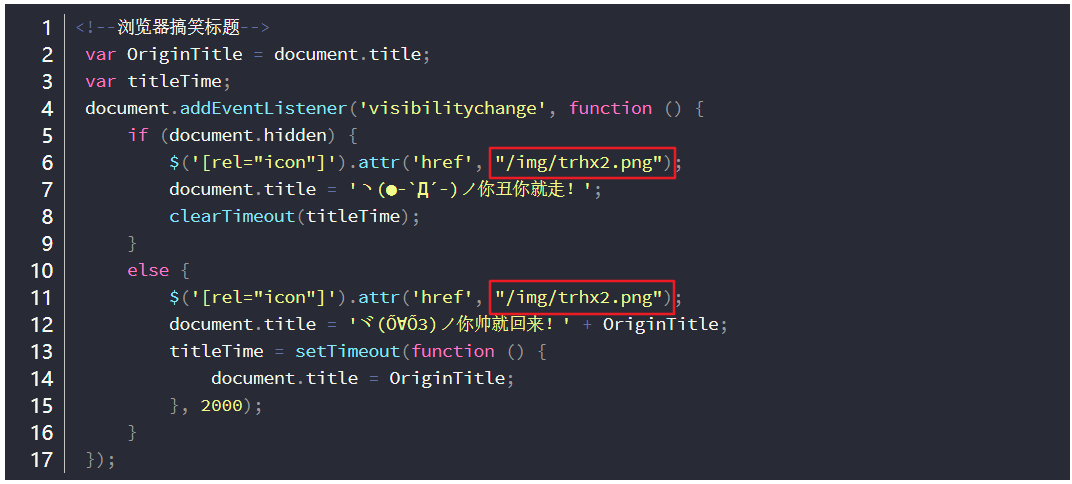 1 <!--浏览器搞笑标题-->
2 var OriginTitle = document.title;
3 var titleTime;
4 document.addEventListener('visibilitychange', function () {
5 if (document.hidden) {
6 $('[rel="icon"]').attr('href', "/img/trhx2.png");
7 document.title = 'ヽ(●-`Д´-)ノ你丑你就走！';
8 clearTimeout(titleTime);
9 }
10 else {
11 $('[rel="icon"]').attr('href', "/img/trhx2.png");
12 document.title = 'ヾ(Ő∀Ő3)ノ你帅就回来！' + OriginTitle;
13 titleTime = setTimeout(function () {
14 document.title = OriginTitle;
15 }, 2000);
16 }
17 });